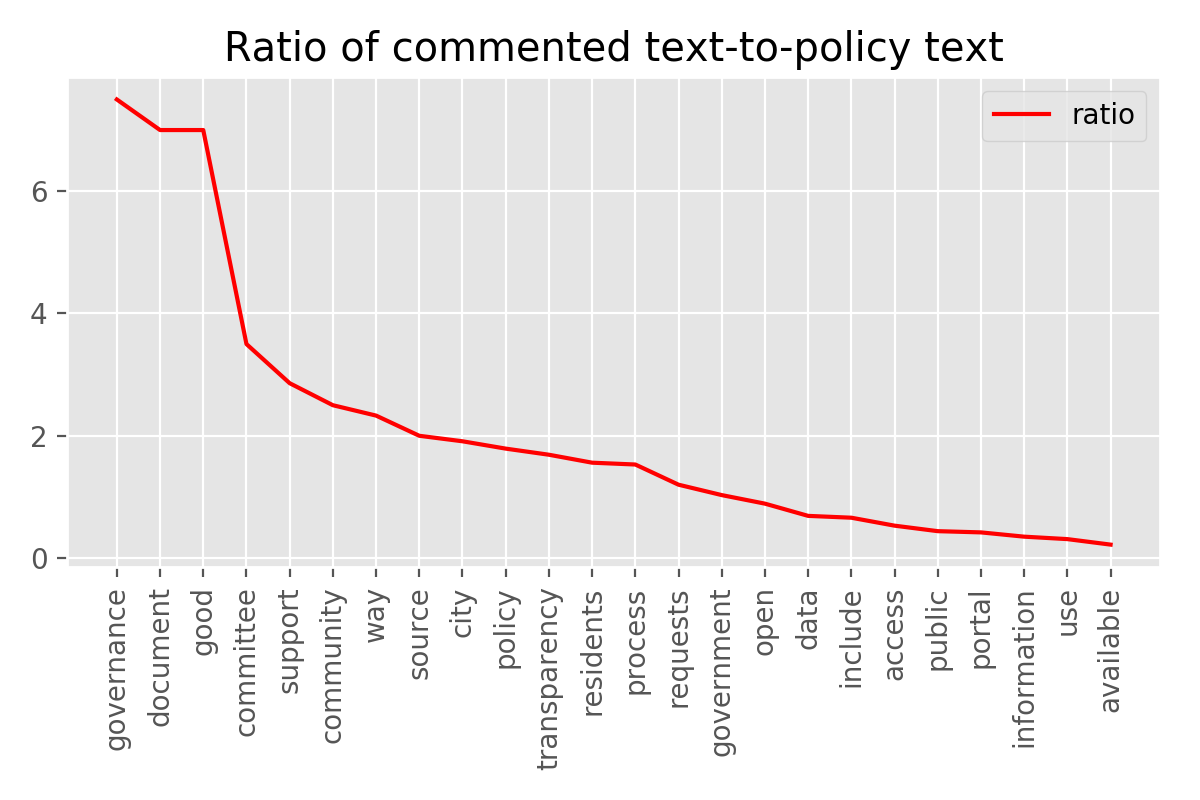 Ratio of commented text-to-policy text
ratio
6
4
2
0
governance
document
good
committee
support
community
way
source
city
policy
transparency
residents
process
requests
government
open
data
include
access
public
portal
information
use
available